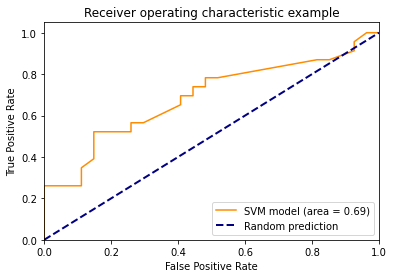 Receiver operating characteristic example
True Positive Rate
1.0
0.8
0.6
0.4
0.2
0.0
SVM model (area = 0.69)
Random prediction
0.0 0.2 0.4 0.6 0.8 1.0
False Positive Rate